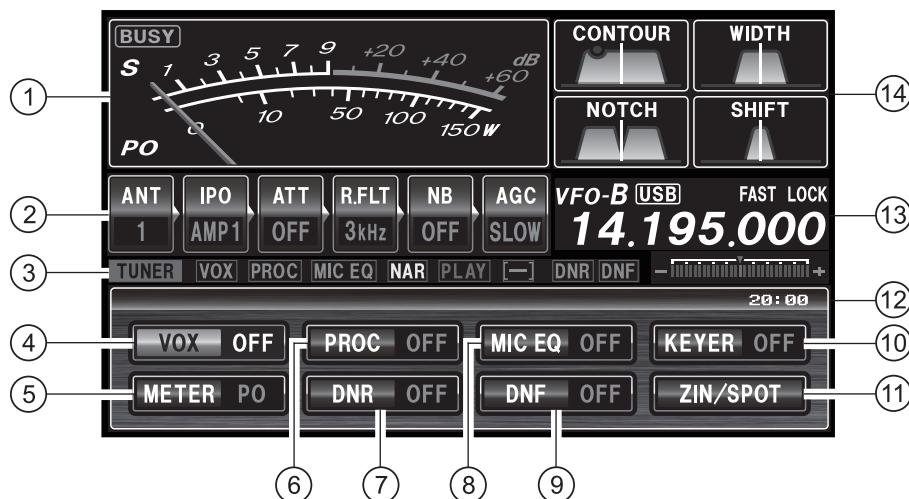 BUSY
S 1 3 5 7 9 +20 +40 +60 dB
0 10 50 100 150 W
PO
CONTOUR WIDTH
NOTCH SHIFT
ANT IPO ATT R.FLT NB AGC
1 AMP1 OFF 3kHz OFF SLOW
VFO-B USB FAST LOCK
14.195.000
TUNER VOX PROC MIC EQ NAR PLAY [—] DNR DNF
− +
20:00
VOX OFF PROC OFF MIC EQ OFF KEYER OFF
METER PO DNR OFF DNF OFF ZIN/SPOT
1
2
3
4
5
6
7
8
9
10
11
12
13
14